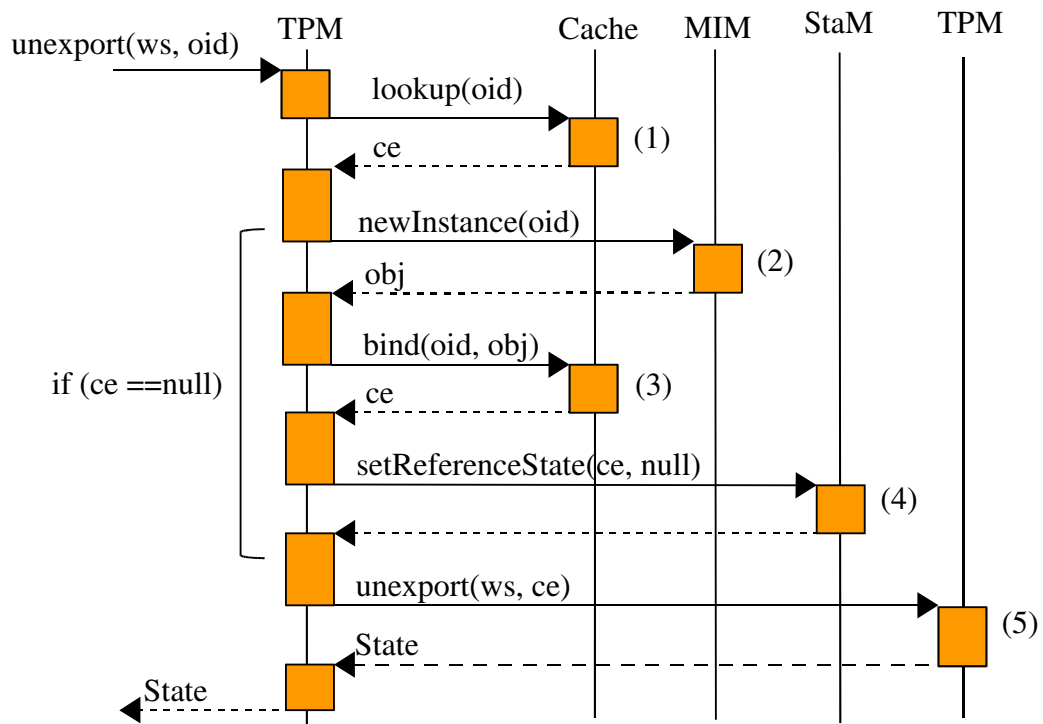 TPM
Cache
MIM
StaM
TPM
unexport(ws, oid)
lookup(oid)
(1)
ce
newInstance(oid)
(2)
obj
bind(oid, obj)
if (ce ==null)
(3)
ce
setReferenceState(ce, null)
(4)
unexport(ws, ce)
(5)
State
State